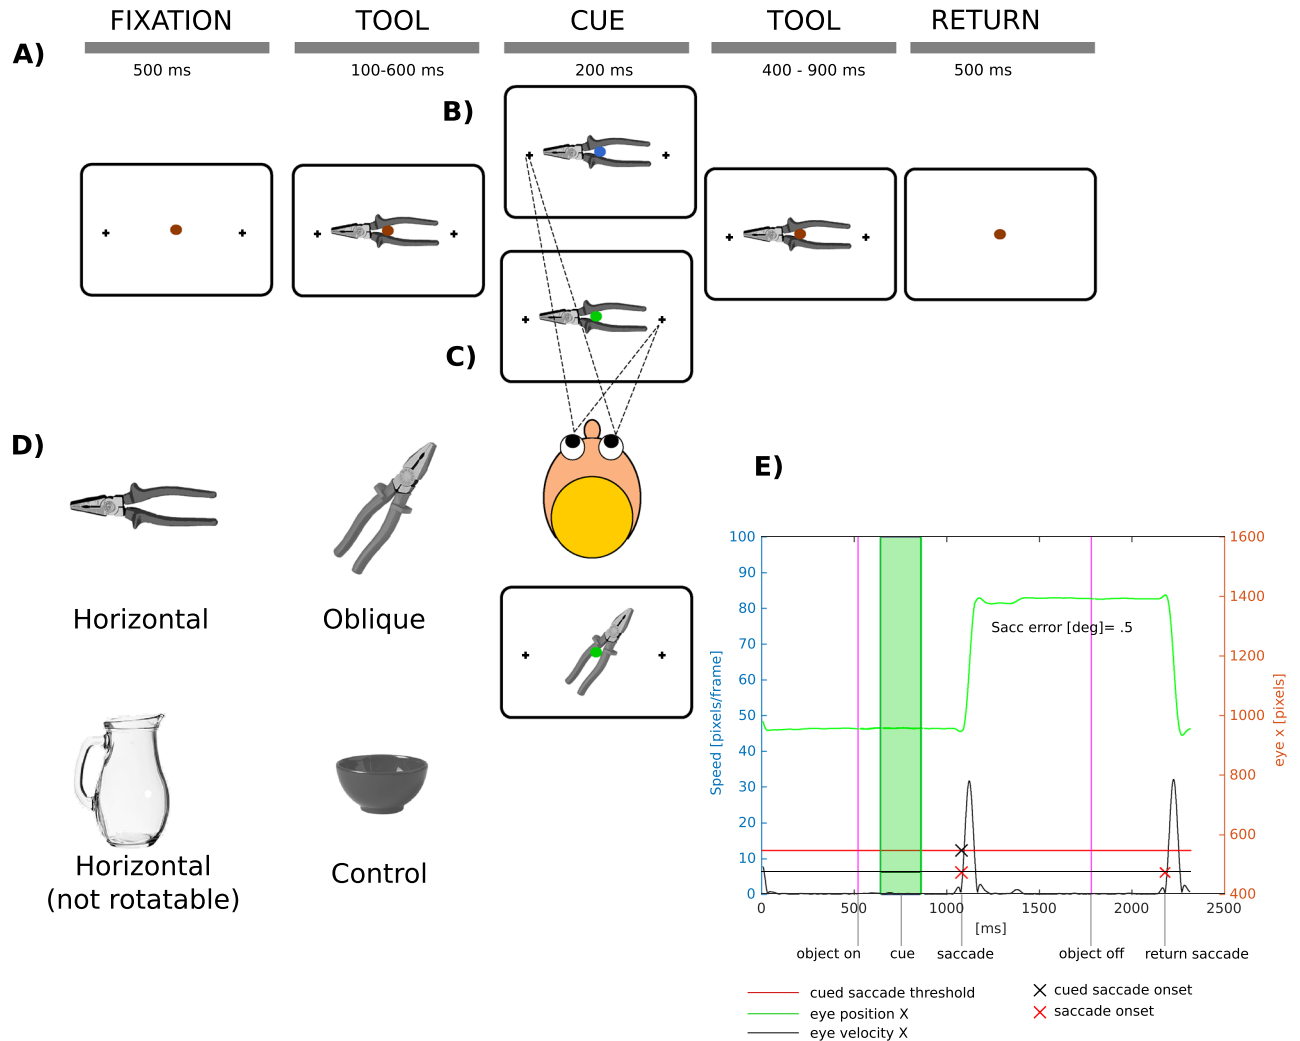 FIXATION TOOL CUE TOOL RETURN
A)
500 ms 100-600 ms 200 ms 400 - 900 ms 500 ms
B)
C)
D)
Horizontal Oblique
Horizontal
(not rotatable)
Control
E)
100
90
80
70
60
50
40
30
20
10
0
Speed [pixels/frame]
1600
1400
1200
1000
800
600
400
eye x [pixels]
Sacc error [deg]= .5
0 500 1000 1500 2000 2500
[ms]
object on cue saccade object off return saccade
cued saccade threshold
eye position X
eye velocity X
cued saccade onset
saccade onset